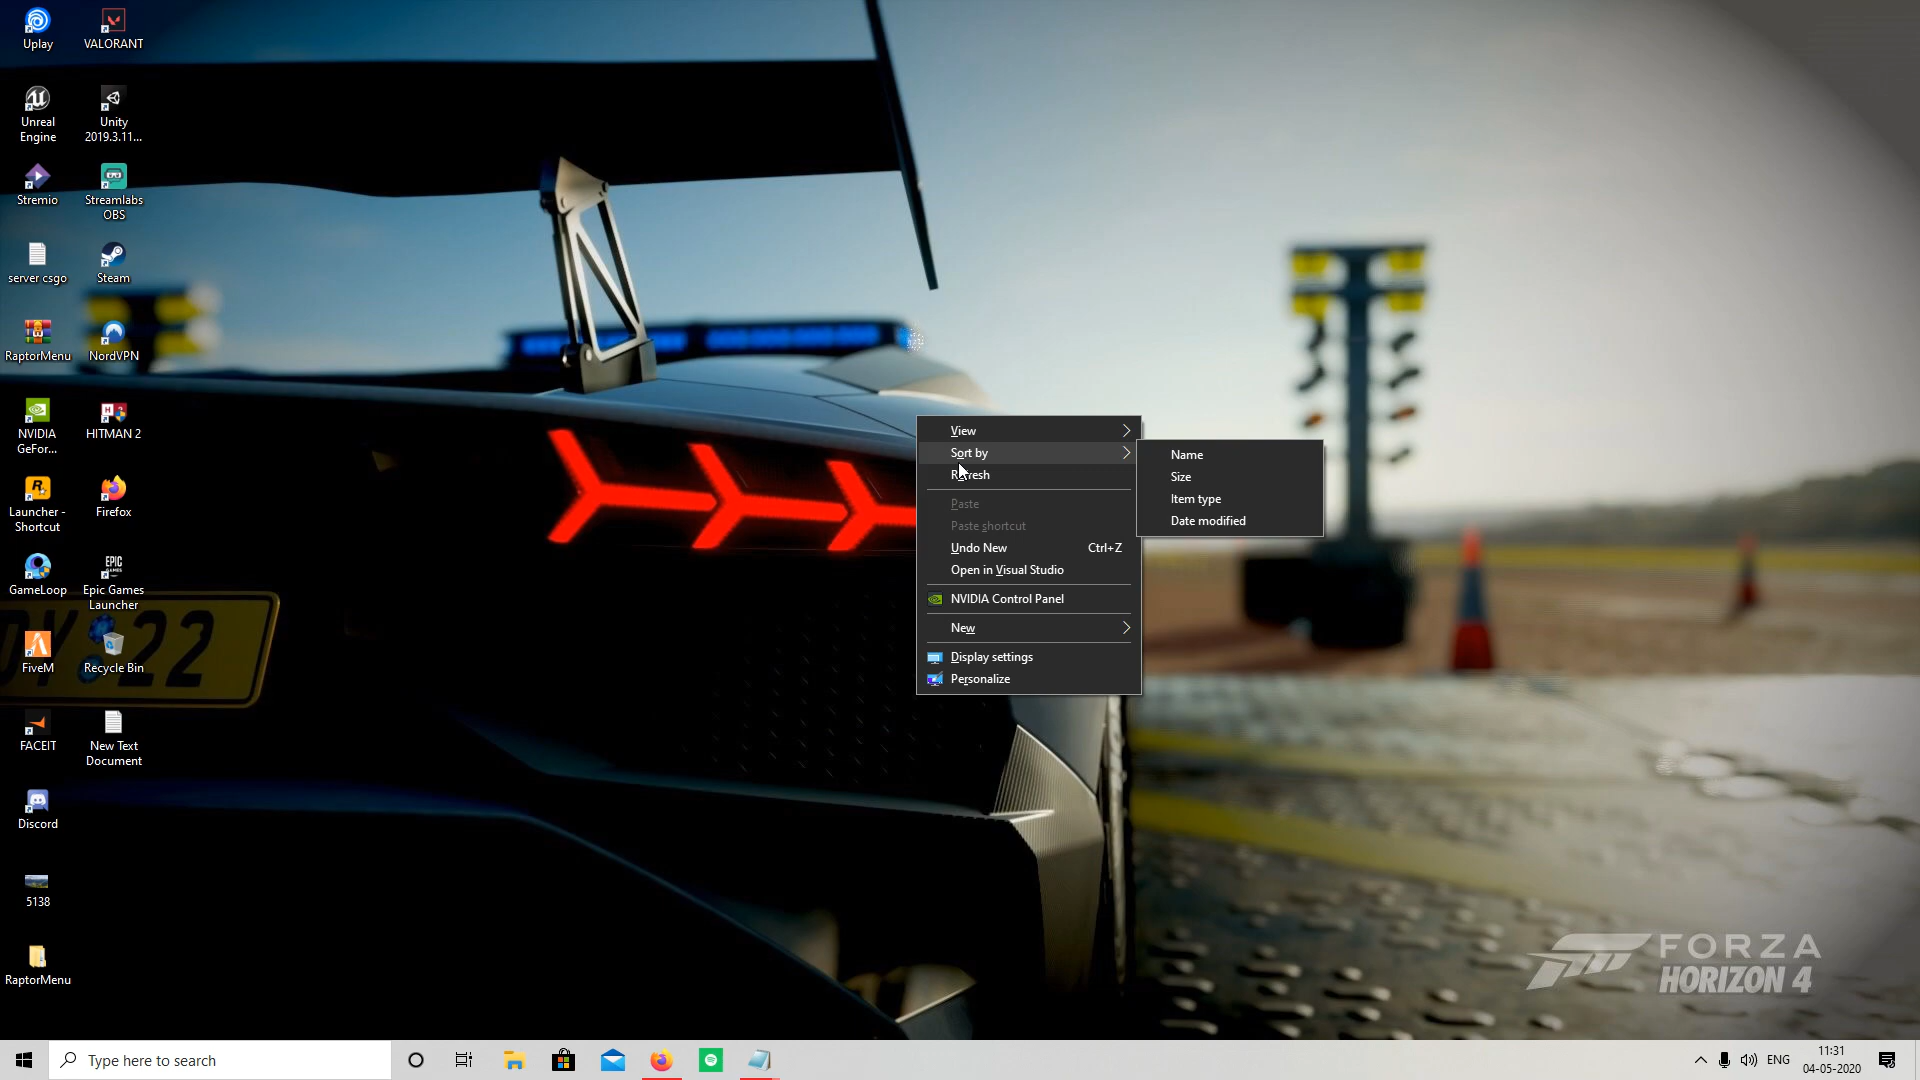 Uplay
VALORANT
Unreal
Engine
Unity
2019.3.11...
Stremio
Streamlabs
OBS
server csgo
Steam
RaptorMenu
NordVPN
NVIDIA
GeFor...
HITMAN 2
Launcher -
Shortcut
Firefox
GameLoop
Epic Games
Launcher
FiveM
Recycle Bin
FACEIT
New Text
Document
Discord
5138
RaptorMenu
22
EPIC
GAMES
View
Sort by
Refresh
Paste
Paste shortcut
Undo New Ctrl+Z
Open in Visual Studio
NVIDIA Control Panel
New
Display settings
Personalize
Name
Size
Item type
Date modified
FORZA
HORIZON 4
Type here to search
ENG
11:31
04-05-2020